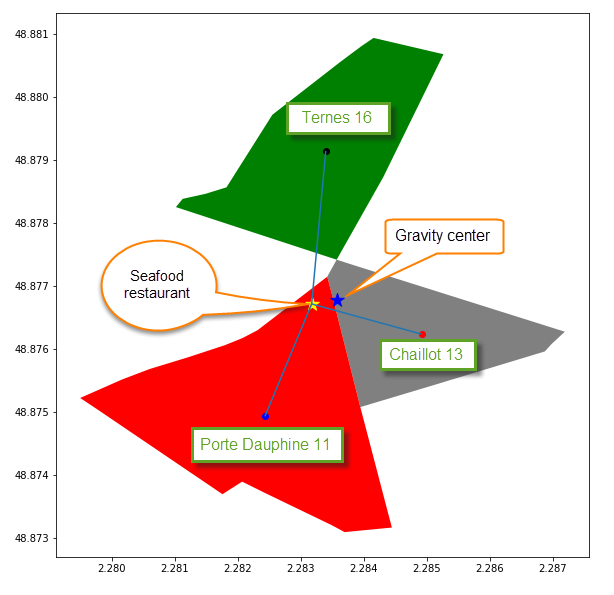 48.881
48.880
48.879
48.878
48.877
48.876
48.875
48.874
48.873
Ternes 16
Gravity center
Seafood
restaurant
Chaillot 13
Porte Dauphine 11
2.280 2.281 2.282 2.283 2.284 2.285 2.286 2.287